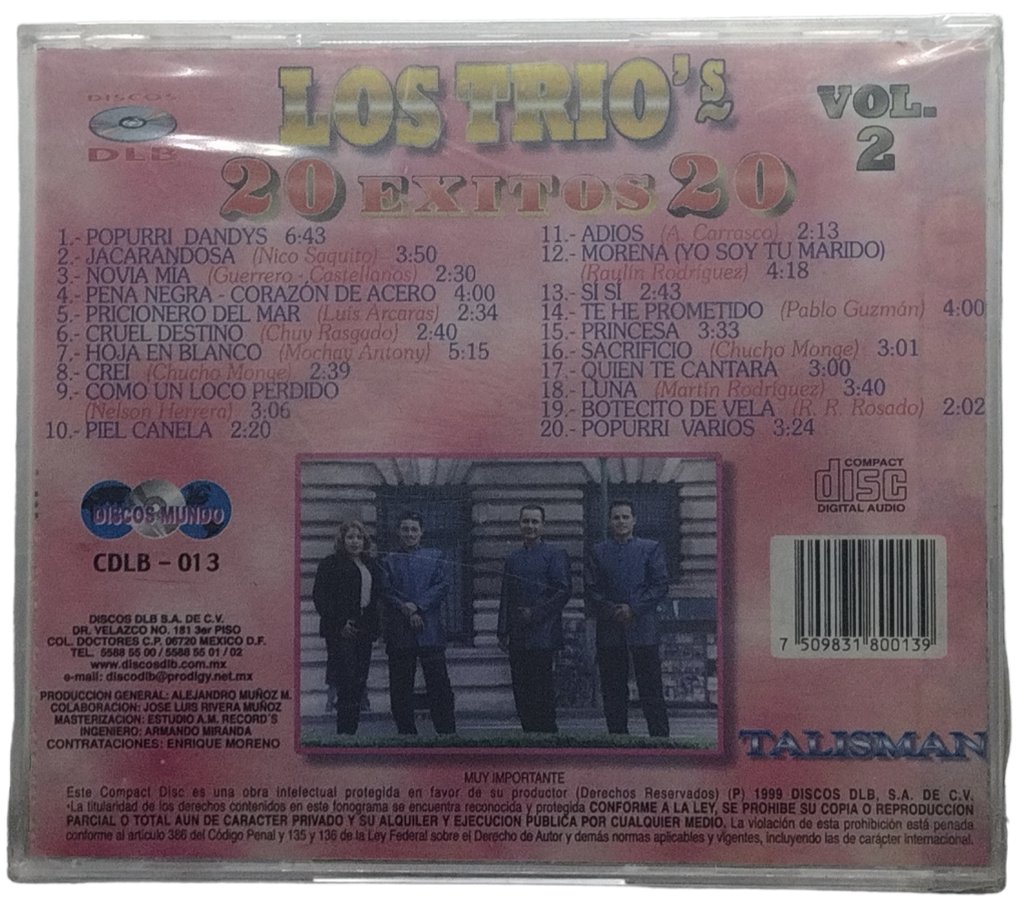 DISCOS
DLB
LOS TRIO's
VOL.
2
20 EXITOS 20
1.- POPURRI DANDYS 6:43
2.- JACARANDOSA (Nico Saquito) 3:50
3.- NOVIA MIA (Guerrero - Castellanos) 2:30
4.- PENA NEGRA - CORAZÓN DE ACERO 4:00
5.- PRICIONERO DEL MAR (Luis Arcaras) 2:34
6.- CRUEL DESTINO (Chuy Rasgado) 2:40
7.- HOJA EN BLANCO (Mochay Antony) 5:15
8.- CREI (Chucho Monge) 2:39
9.- COMO UN LOCO PERDIDO
(Nelson Herrera) 3:06
10.- PIEL CANELA 2:20
11.- ADIOS (A. Carrasco) 2:13
12.- MORENA (YO SOY TU MARIDO)
(Raylin Rodríguez) 4:18
13.- SÍ SÍ 2:43
14.- TE HE PROMETIDO (Pablo Guzmán) 4:00
15.- PRINCESA 3:33
16.- SACRIFICIO (Chucho Monge) 3:01
17.- QUIEN TE CANTARA 3:00
18.- LUNA (Martín Rodríguez) 3:40
19.- BOTECITO DE VELA (R. R. Rosado) 2:02
20.- POPURRI VARIOS 3:24
DISCOS MUNDO
CDLB - 013
COMPACT
disc
DIGITAL AUDIO
7 509831 800139
DISCOS DLB S.A. DE C.V.
DR. VELAZCO NO. 181 3er PISO
COL. DOCTORES C.P. 06720 MEXICO D.F.
TEL. 5588 55 00 / 5588 55 01 / 02
www.discosdlb.com.mx
e-mail: discodlb@prodigy.net.mx
PRODUCCION GENERAL: ALEJANDRO MUÑOZ M.
COLABORACION: JOSE LUIS RIVERA MUÑOZ
MASTERIZACIÓN: ESTUDIO A.M. RECORD'S
INGENIERO: ARMANDO MIRANDA
CONTRATACIONES: ENRIQUE MORENO
TALISMAN
MUY IMPORTANTE
Este Compact Disc es una obra intelectual protegida en favor de su productor (Derechos Reservados) (P) 1999 DISCOS DLB, S.A. DE C.V.
·La titularidad de los derechos contenidos en este fonograma se encuentra reconocida y protegida CONFORME A LA LEY, SE PROHIBE SU COPIA O REPRODUCCION
PARCIAL O TOTAL AUN DE CARACTER PRIVADO Y SU ALQUILER Y EJECUCION PUBLICA POR CUALQUIER MEDIO. La violación de esta prohibición está penada
conforme al artículo 386 del Código Penal y 135 y 136 de la Ley Federal sobre el Derecho de Autor y demás normas aplicables y vigentes, incluyendo las de carácter internacional.